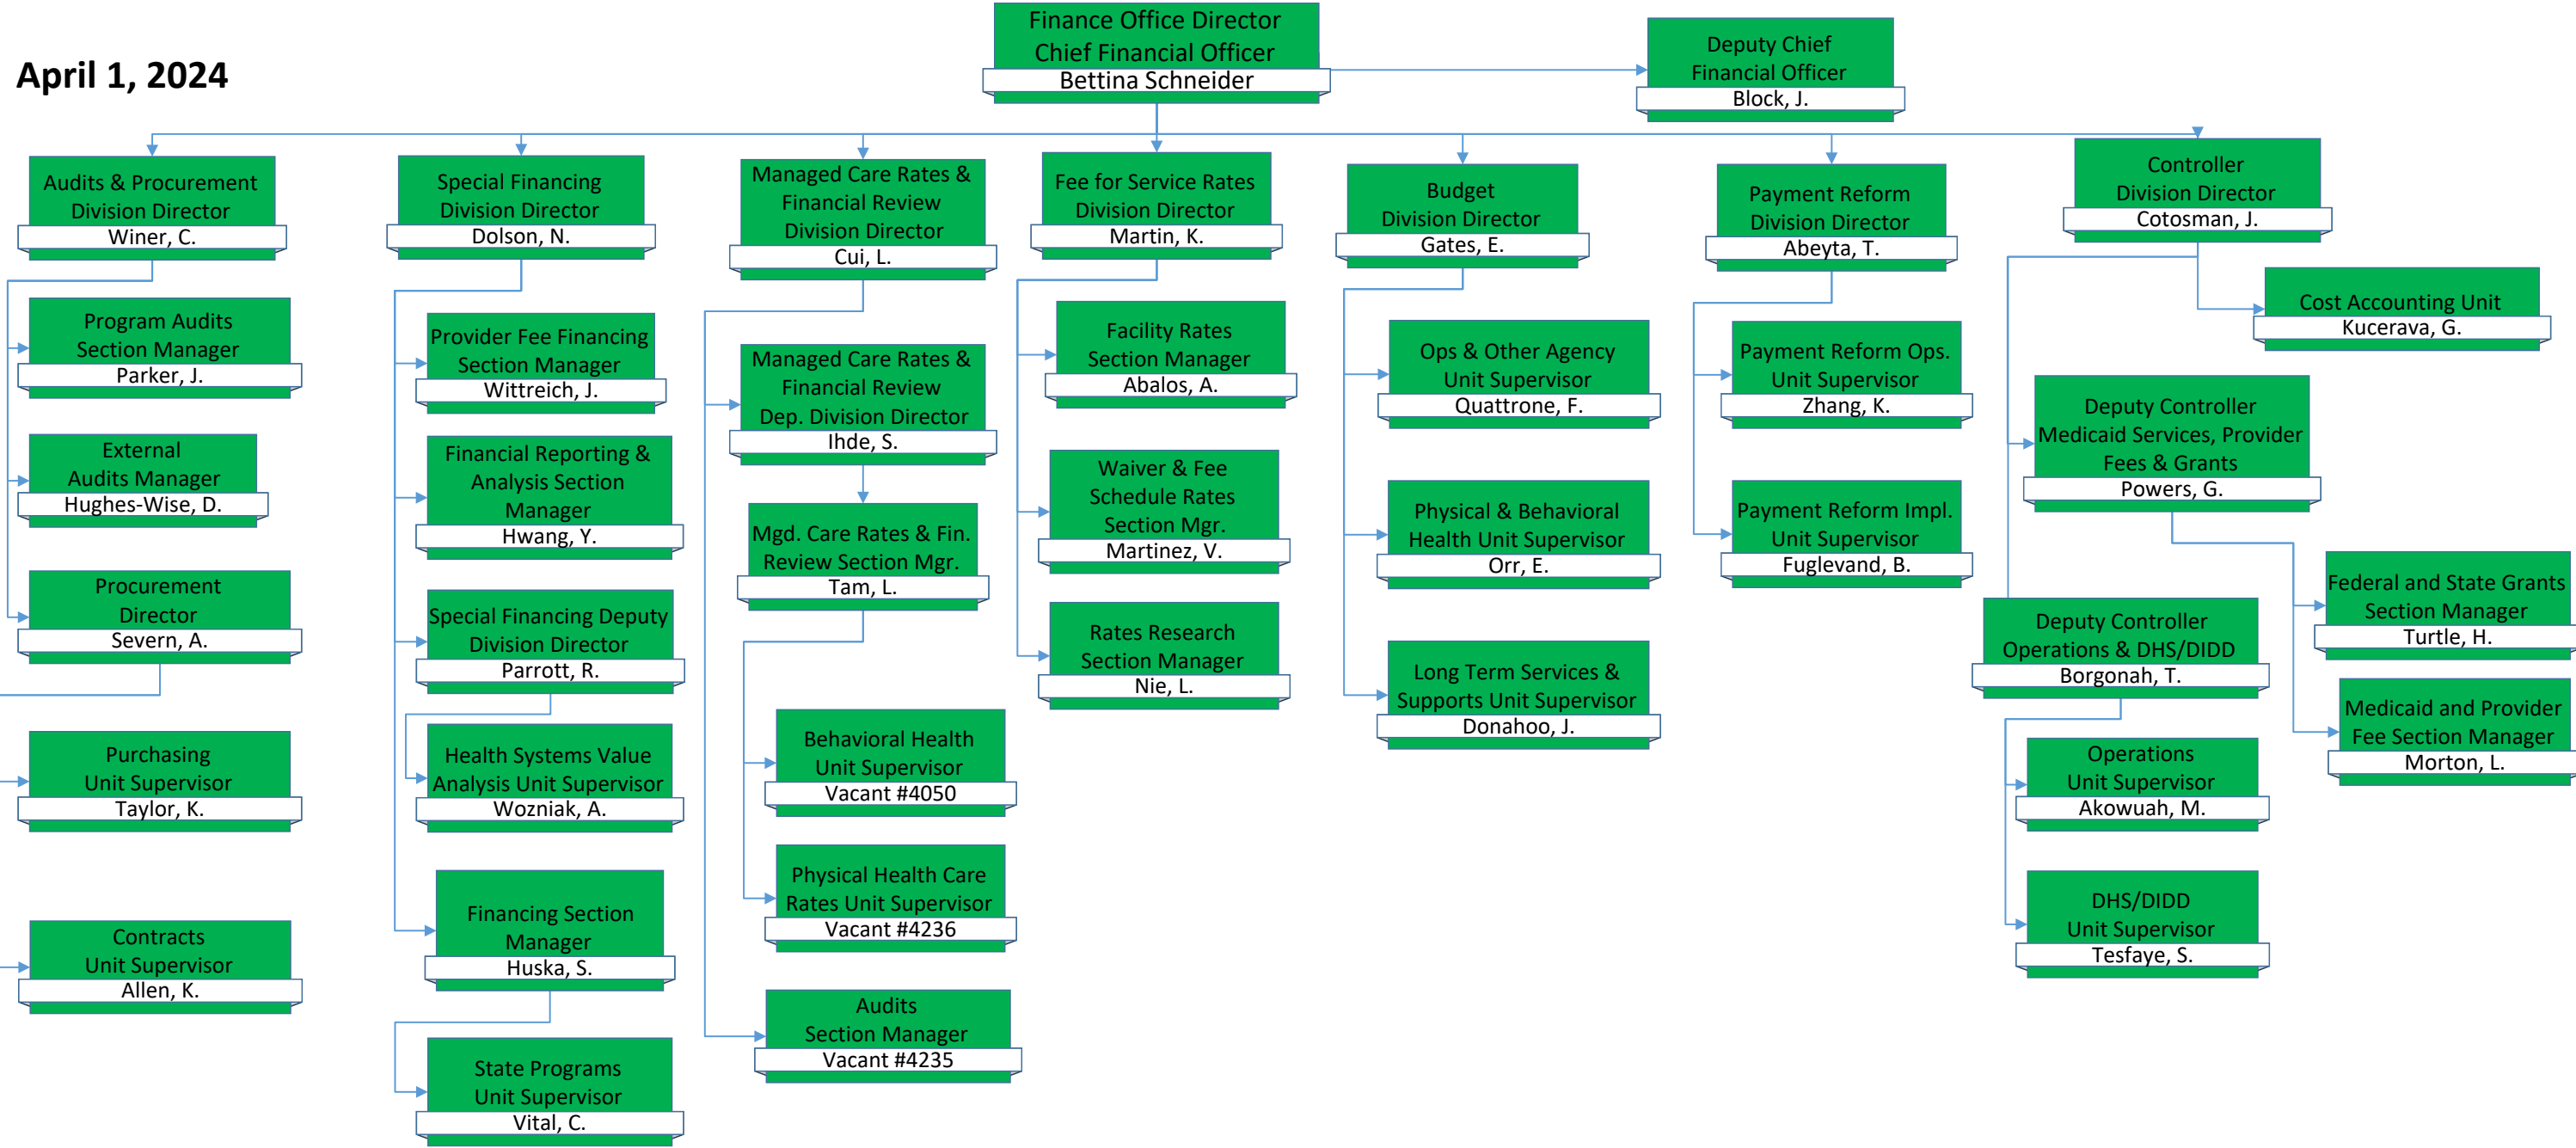 April 1, 2024
Finance Office Director
Chief Financial Officer
Bettina Schneider
Deputy Chief
Financial Officer
Block, J.
Audits & Procurement
Division Director
Winer, C.
Program Audits
Section Manager
Parker, J.
External
Audits Manager
Hughes-Wise, D.
Procurement
Director
Severn, A.
Purchasing
Unit Supervisor
Taylor, K.
Contracts
Unit Supervisor
Allen, K.
Special Financing
Division Director
Dolson, N.
Provider Fee Financing
Section Manager
Wittreich, J.
Financial Reporting &
Analysis Section
Manager
Hwang, Y.
Special Financing Deputy
Division Director
Parrott, R.
Health Systems Value
Analysis Unit Supervisor
Wozniak, A.
Financing Section
Manager
Huska, S.
State Programs
Unit Supervisor
Vital, C.
Managed Care Rates &
Financial Review
Division Director
Cui, L.
Managed Care Rates &
Financial Review
Dep. Division Director
Ihde, S.
Mgd. Care Rates & Fin.
Review Section Mgr.
Tam, L.
Behavioral Health
Unit Supervisor
Vacant #4050
Physical Health Care
Rates Unit Supervisor
Vacant #4236
Audits
Section Manager
Vacant #4235
Fee for Service Rates
Division Director
Martin, K.
Facility Rates
Section Manager
Abalos, A.
Waiver & Fee
Schedule Rates
Section Mgr.
Martinez, V.
Rates Research
Section Manager
Nie, L.
Budget
Division Director
Gates, E.
Ops & Other Agency
Unit Supervisor
Quattrone, F.
Physical & Behavioral
Health Unit Supervisor
Orr, E.
Long Term Services &
Supports Unit Supervisor
Donahoo, J.
Payment Reform
Division Director
Abeyta, T.
Payment Reform Ops.
Unit Supervisor
Zhang, K.
Payment Reform Impl.
Unit Supervisor
Fuglevand, B.
Controller
Division Director
Cotosman, J.
Cost Accounting Unit
Kucerava, G.
Deputy Controller
Medicaid Services, Provider
Fees & Grants
Powers, G.
Federal and State Grants
Section Manager
Turtle, H.
Medicaid and Provider
Fee Section Manager
Morton, L.
Deputy Controller
Operations & DHS/DIDD
Borgonah, T.
Operations
Unit Supervisor
Akowuah, M.
DHS/DIDD
Unit Supervisor
Tesfaye, S.